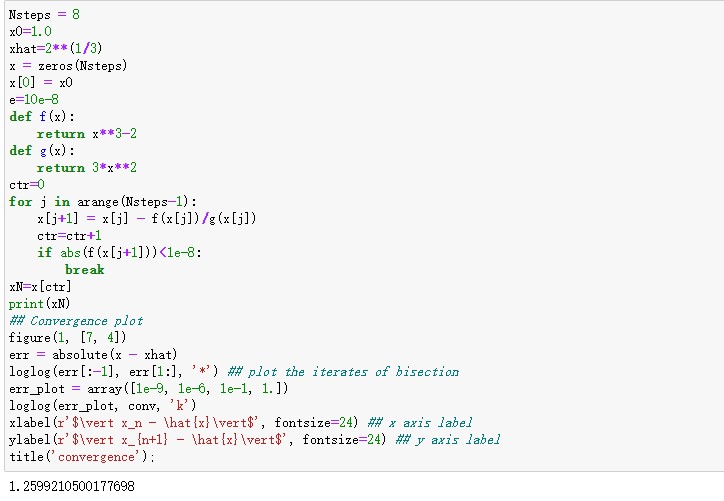 Nsteps = 8
x0=1.0
xhat=2**(1/3)
x = zeros(Nsteps)
x[0] = x0
e=10e-8
def f(x):
    return x**3-2
def g(x):
    return 3*x**2
ctr=0
for j in arange(Nsteps-1):
    x[j+1] = x[j] - f(x[j])/g(x[j])
    ctr=ctr+1
    if abs(f(x[j+1]))<1e-8:
        break
xN=x[ctr]
print(xN)
## Convergence plot
figure(1, [7, 4])
err = absolute(x - xhat)
loglog(err[:-1], err[1:], '*') ## plot the iterates of bisection
err_plot = array([1e-9, 1e-6, 1e-1, 1.])
loglog(err_plot, conv, 'k')
xlabel(r'$\vert x_n - \hat{x}\vert$', fontsize=24) ## x axis label
ylabel(r'$\vert x_{n+1} - \hat{x}\vert$', fontsize=24) ## y axis label
title('convergence');
1.2599210500177698